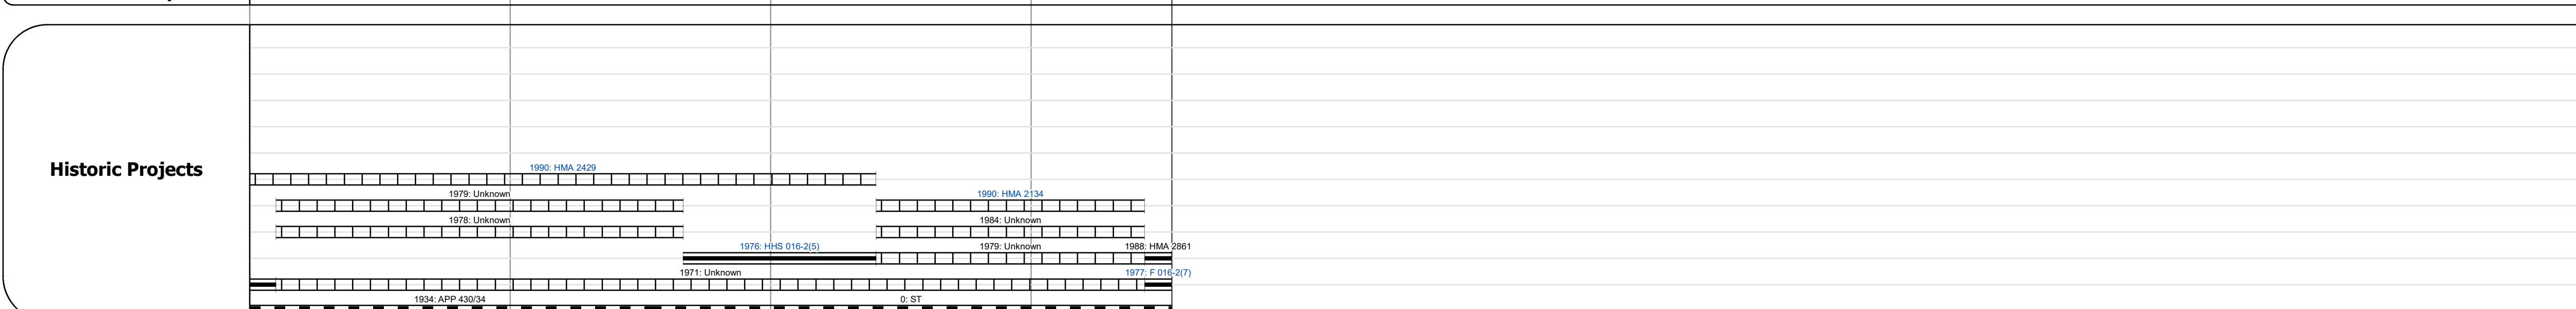 Historic Projects
1990: HMA 2429
1979: Unknown
1990: HMA 2134
1978: Unknown
1984: Unknown
1976: HHS 016-2(5)
1979: Unknown
1988: HMA 2861
1971: Unknown
1977: F 016-2(7)
1934: APP 430/34
0: ST